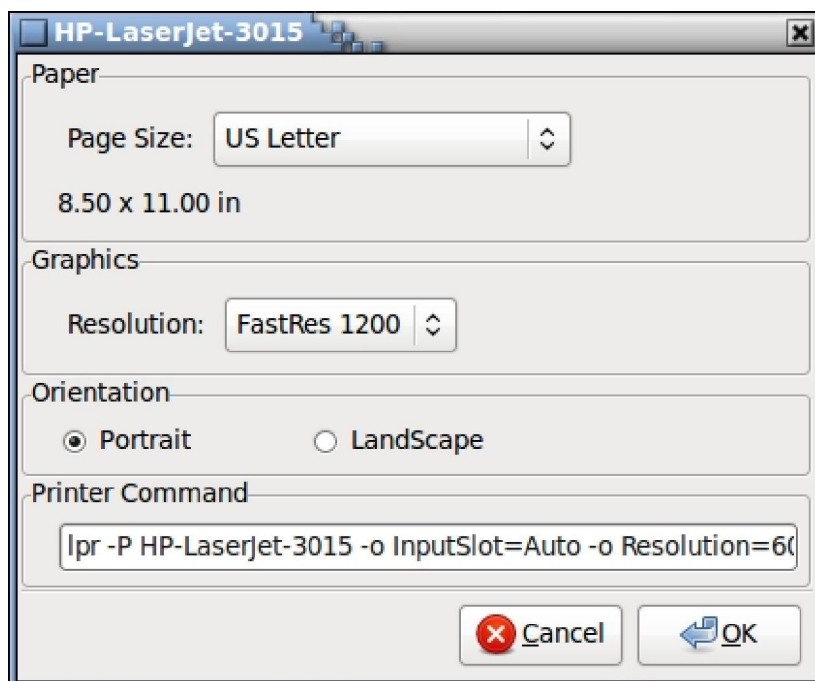 HP-LaserJet-3015
Paper
Page Size: US Letter
8.50 x 11.00 in
Graphics
Resolution: FastRes 1200
Orientation
Portrait LandScape
Printer Command
lpr -P HP-LaserJet-3015 -o InputSlot=Auto -o Resolution=60
Cancel OK